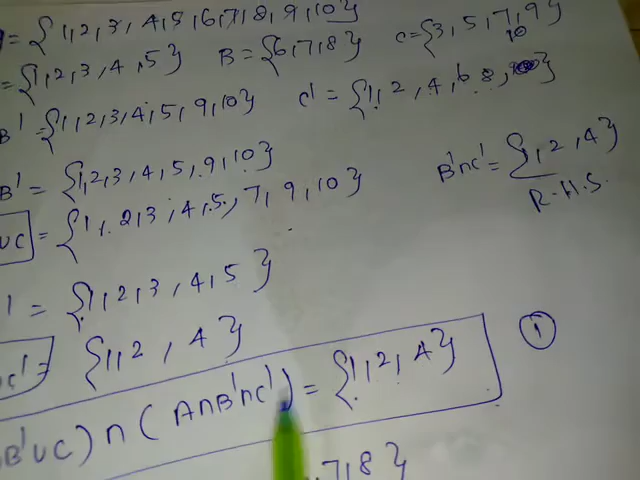 = {1,2,3,4,5,6,7,8,9,10}
= {1,2,3,4,5} B = {6,7,8} C = {3,5,7,9
10}
B' = {1,2,3,4,5,9,10} C' = {1,2,4,6 8,}
B' = {1,2,3,4,5,9,10} B'∩C' = {1,2,4}
R.H.S.
UC = {1,2,3,4,5,7,9,10}
' = {1,2,3,4,5}
C' = {1,2,4}
B'UC) ∩ (A∩B'∩C') = {1,2,4} ①
,7,8}